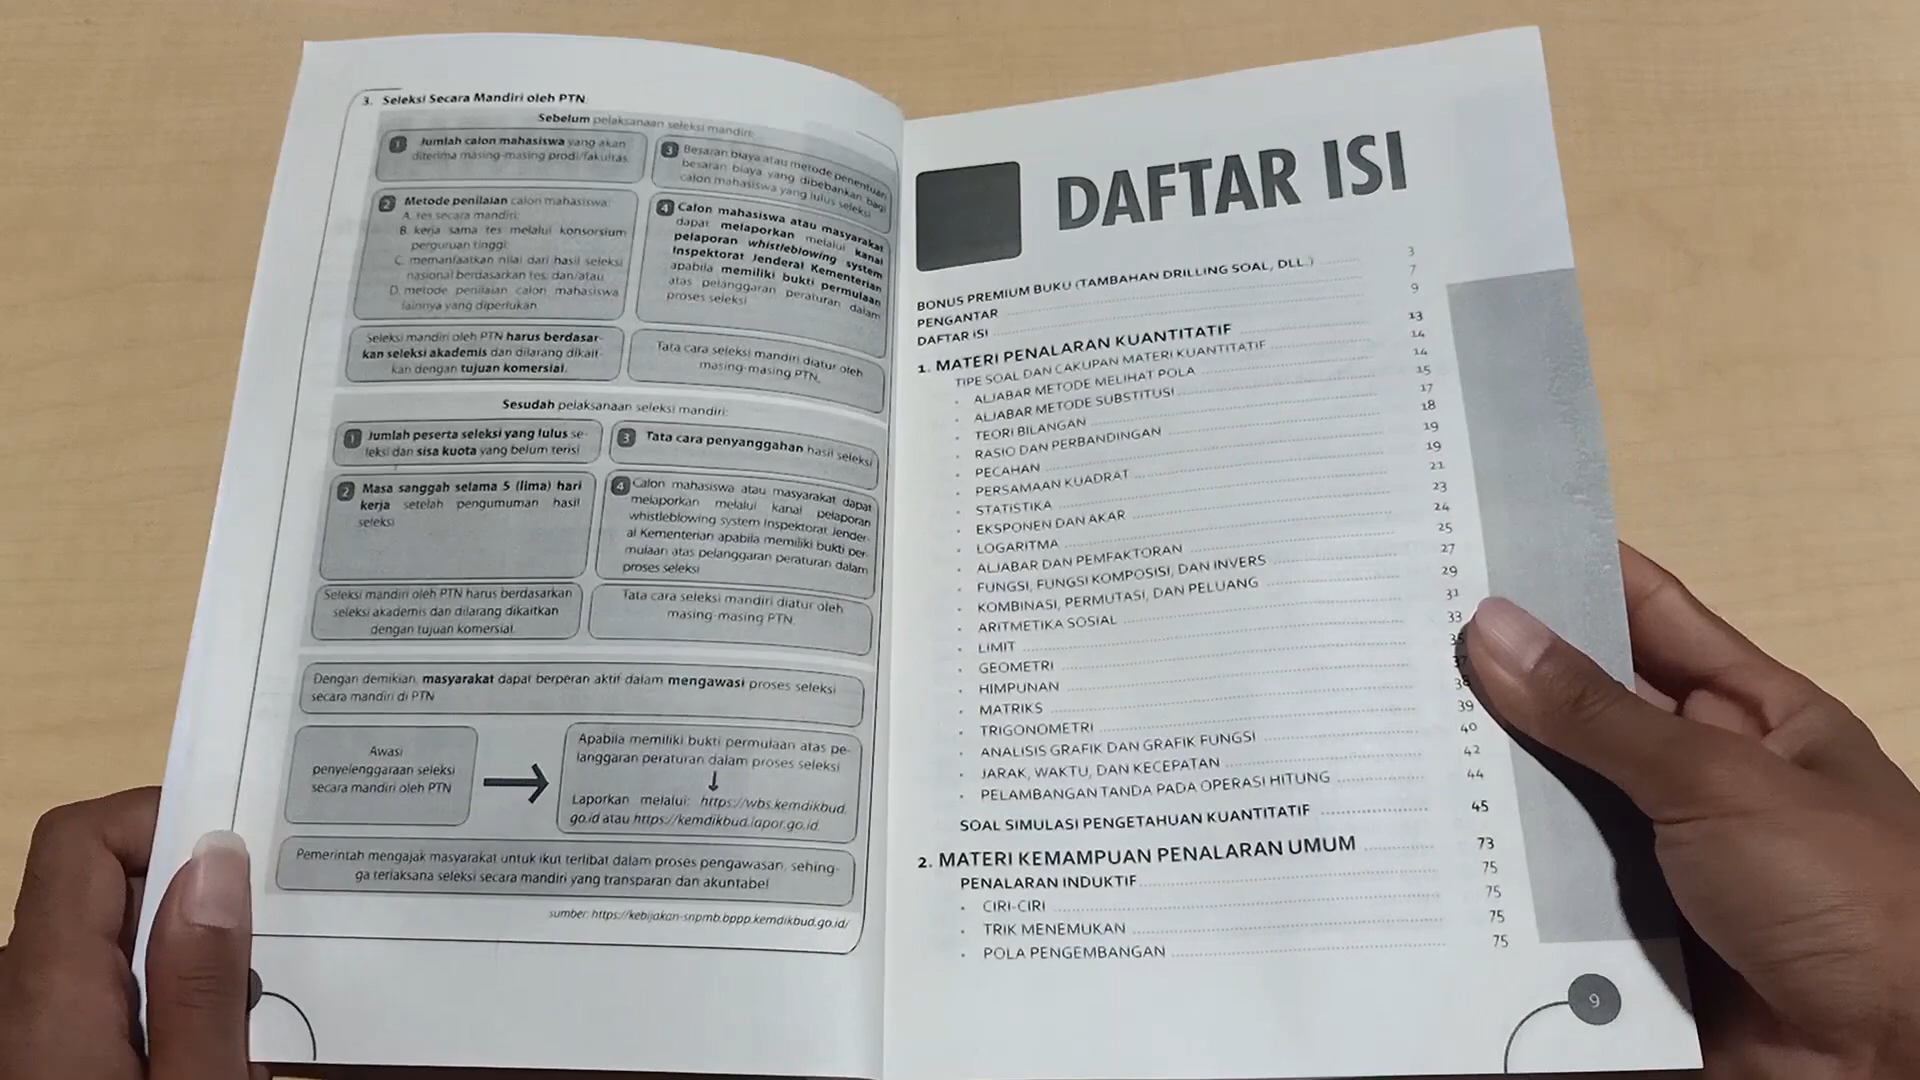 3. Seleksi Secara Mandiri oleh PTN
Sebelum pelaksanaan seleksi mandiri:
1 Jumlah calon mahasiswa yang akan
diterima masing-masing prodi/fakultas.
2 Metode penilaian calon mahasiswa:
A. tes secara mandiri;
B. kerja sama tes melalui konsorsium
perguruan tinggi;
C. memanfaatkan nilai dari hasil seleksi
nasional berdasarkan tes; dan/atau
D. metode penilaian calon mahasiswa
lainnya yang diperlukan.
3 Besaran biaya atau metode penentuan
besaran biaya yang dibebankan bagi
calon mahasiswa yang lulus seleksi
4 Calon mahasiswa atau masyarakat
dapat melaporkan melalui kanal
pelaporan whistleblowing system
Inspektorat Jenderal Kementerian
apabila memiliki bukti permulaan
atas pelanggaran peraturan dalam
proses seleksi
Seleksi mandiri oleh PTN harus berdasar-
kan seleksi akademis dan dilarang dikait-
kan dengan tujuan komersial.
Tata cara seleksi mandiri diatur oleh
masing-masing PTN.
Sesudah pelaksanaan seleksi mandiri:
1 Jumlah peserta seleksi yang lulus se-
leksi dan sisa kuota yang belum terisi
2 Masa sanggah selama 5 (lima) hari
kerja setelah pengumuman hasil
seleksi
3 Tata cara penyanggahan hasil seleksi
4 Calon mahasiswa atau masyarakat dapat
melaporkan melalui kanal pelaporan
whistleblowing system Inspektorat Jender-
al Kementerian apabila memiliki bukti per-
mulaan atas pelanggaran peraturan dalam
proses seleksi
Seleksi mandiri oleh PTN harus berdasarkan
seleksi akademis dan dilarang dikaitkan
dengan tujuan komersial.
Tata cara seleksi mandiri diatur oleh
masing-masing PTN.
Dengan demikian, masyarakat dapat berperan aktif dalam mengawasi proses seleksi
secara mandiri di PTN
Awasi
penyelenggaraan seleksi
secara mandiri oleh PTN
Apabila memiliki bukti permulaan atas pe-
langgaran peraturan dalam proses seleksi
Laporkan melalui: https://wbs.kemdikbud.
go.id atau https://kemdikbud.lapor.go.id.
Pemerintah mengajak masyarakat untuk ikut terlibat dalam proses pengawasan, sehing-
ga terlaksana seleksi secara mandiri yang transparan dan akuntabel
sumber: https://kebijakan-snpmb.bppp.kemdikbud.go.id/
DAFTAR ISI
BONUS PREMIUM BUKU (TAMBAHAN DRILLING SOAL, DLL.) 3
PENGANTAR 7
DAFTAR ISI 9
1. MATERI PENALARAN KUANTITATIF 13
TIPE SOAL DAN CAKUPAN MATERI KUANTITATIF 14
• ALJABAR METODE MELIHAT POLA 14
• ALJABAR METODE SUBSTITUSI 15
• TEORI BILANGAN 17
• RASIO DAN PERBANDINGAN 18
• PECAHAN 19
• PERSAMAAN KUADRAT 19
• STATISTIKA 21
• EKSPONEN DAN AKAR 23
• LOGARITMA 24
• ALJABAR DAN PEMFAKTORAN 25
• FUNGSI, FUNGSI KOMPOSISI, DAN INVERS 27
• KOMBINASI, PERMUTASI, DAN PELUANG 29
• ARITMETIKA SOSIAL 31
• LIMIT 33
• GEOMETRI 35
• HIMPUNAN 37
• MATRIKS 38
• TRIGONOMETRI 39
• ANALISIS GRAFIK DAN GRAFIK FUNGSI 40
• JARAK, WAKTU, DAN KECEPATAN 42
• PELAMBANGAN TANDA PADA OPERASI HITUNG 44
SOAL SIMULASI PENGETAHUAN KUANTITATIF 45
2. MATERI KEMAMPUAN PENALARAN UMUM 73
PENALARAN INDUKTIF 75
• CIRI-CIRI 75
• TRIK MENEMUKAN 75
• POLA PENGEMBANGAN 75
9